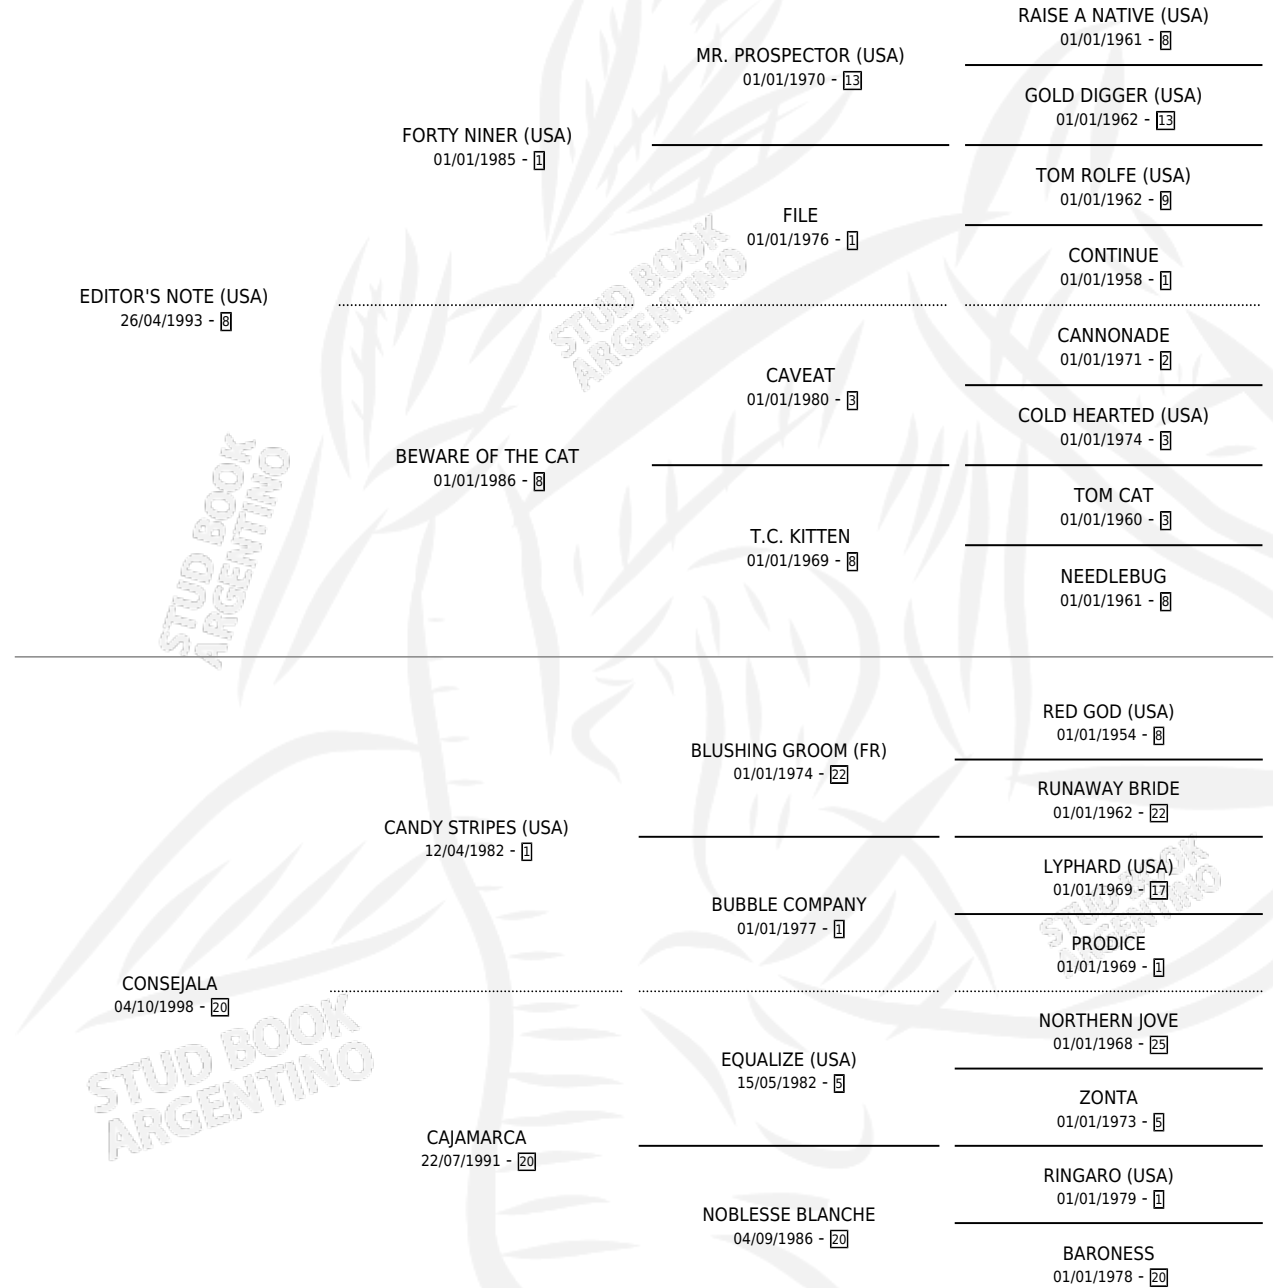 RAISE A NATIVE (USA)
01/01/1961 - 8
MR. PROSPECTOR (USA)
01/01/1970 - 13
GOLD DIGGER (USA)
01/01/1962 - 13
FORTY NINER (USA)
01/01/1985 - 1
TOM ROLFE (USA)
01/01/1962 - 9
FILE
01/01/1976 - 1
CONTINUE
01/01/1958 - 1
EDITOR'S NOTE (USA)
26/04/1993 - 8
CANNONADE
01/01/1971 - 2
CAVEAT
01/01/1980 - 3
COLD HEARTED (USA)
01/01/1974 - 3
BEWARE OF THE CAT
01/01/1986 - 8
TOM CAT
01/01/1960 - 3
T.C. KITTEN
01/01/1969 - 8
NEEDLEBUG
01/01/1961 - 8
STUD BOOK
ARGENTINO
STUD BOOK
ARGENTINO
RED GOD (USA)
01/01/1954 - 8
BLUSHING GROOM (FR)
01/01/1974 - 22
RUNAWAY BRIDE
01/01/1962 - 22
CANDY STRIPES (USA)
12/04/1982 - 1
LYPHARD (USA)
01/01/1969 - 17
BUBBLE COMPANY
01/01/1977 - 1
PRODICE
01/01/1969 - 1
CONSEJALA
04/10/1998 - 20
NORTHERN JOVE
01/01/1968 - 25
EQUALIZE (USA)
15/05/1982 - 5
ZONTA
01/01/1973 - 5
CAJAMARCA
22/07/1991 - 20
RINGARO (USA)
01/01/1979 - 1
NOBLESSE BLANCHE
04/09/1986 - 20
BARONESS
01/01/1978 - 20
STUD BOOK
ARGENTINO
STUD BOOK
ARGENTINO